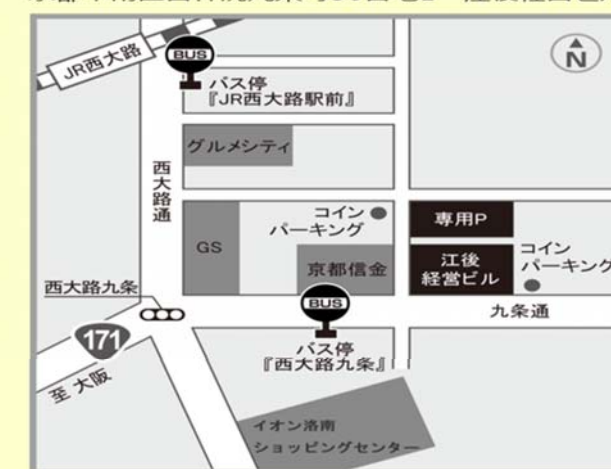 JR西大路
BUS
バス停
『JR西大路駅前』
N
グルメシティ
西大路通
コイン
パーキング
専用P
GS
京都信金
江後
経営ビル
コイン
パーキング
西大路九条
BUS
九条通
171
バス停
『西大路九条』
至 大阪
イオン洛南
ショッピングセンター